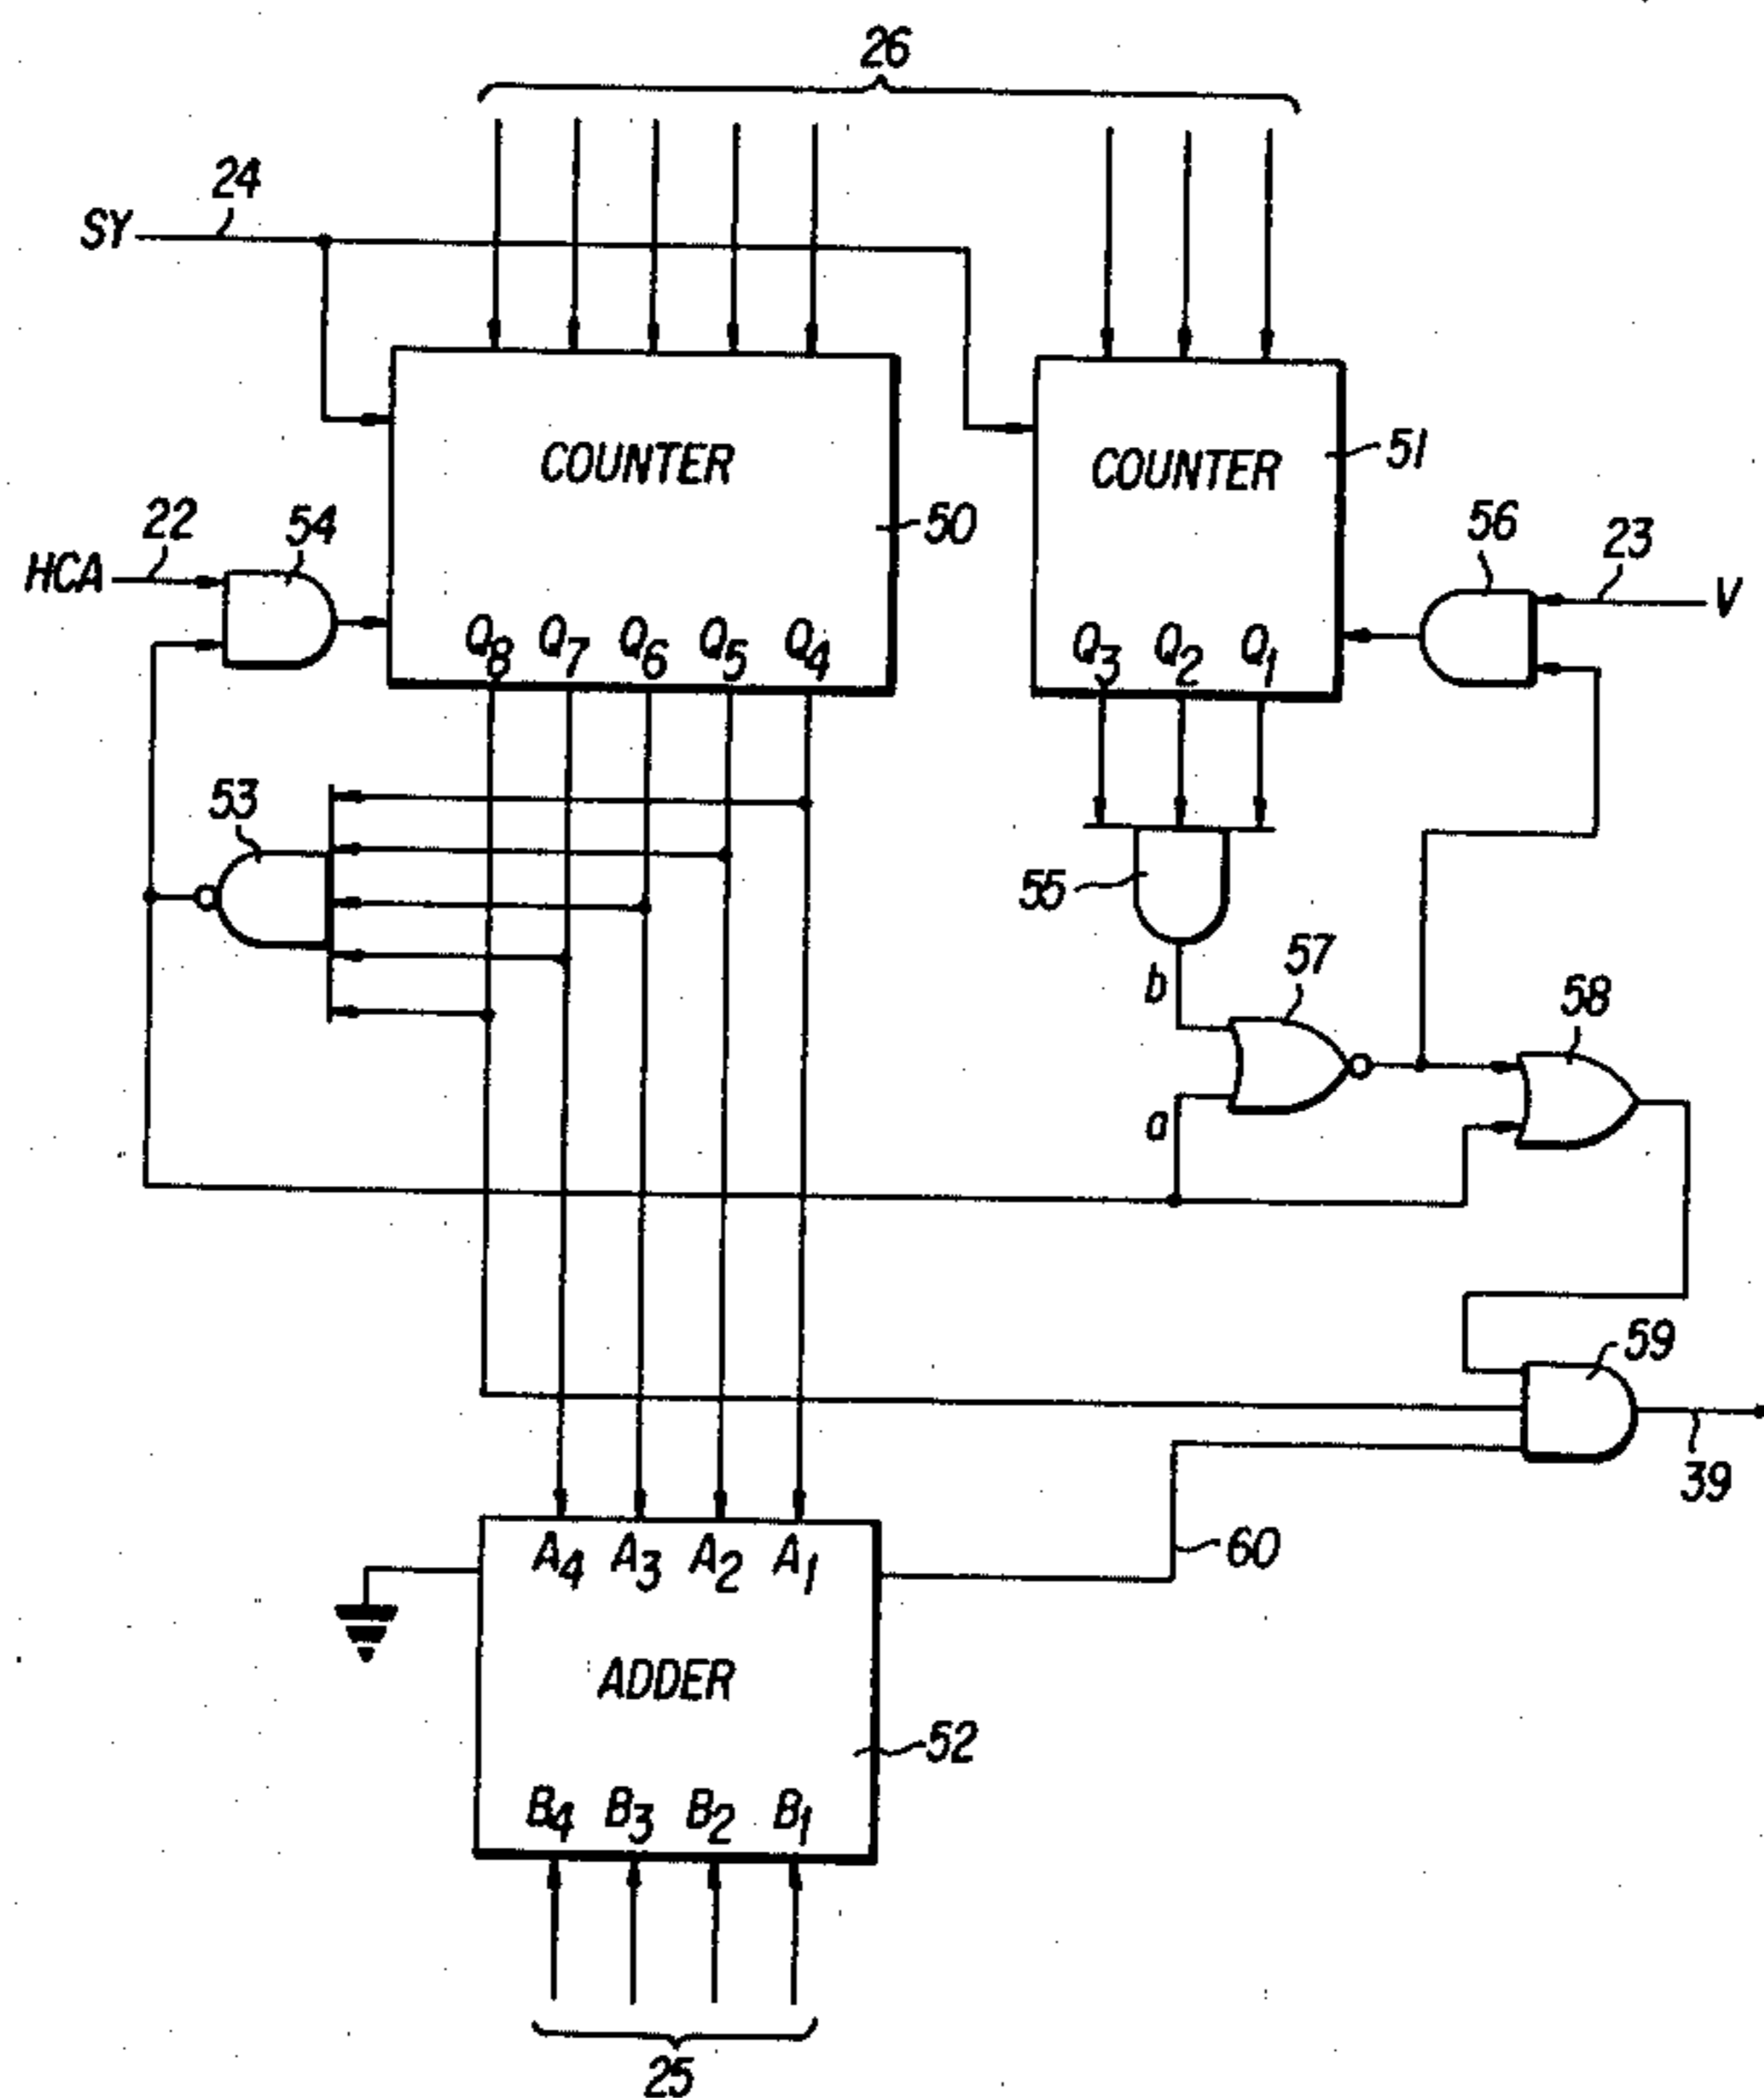 26
24
SY
COUNTER
COUNTER
51
22
54
50
56
23
HCA
V
Q8 Q7 Q6 Q5 Q4
Q3 Q2 Q1
53
55
57
58
b
a
59
39
A4 A3 A2 A1
60
ADDER
52
B4 B3 B2 B1
25